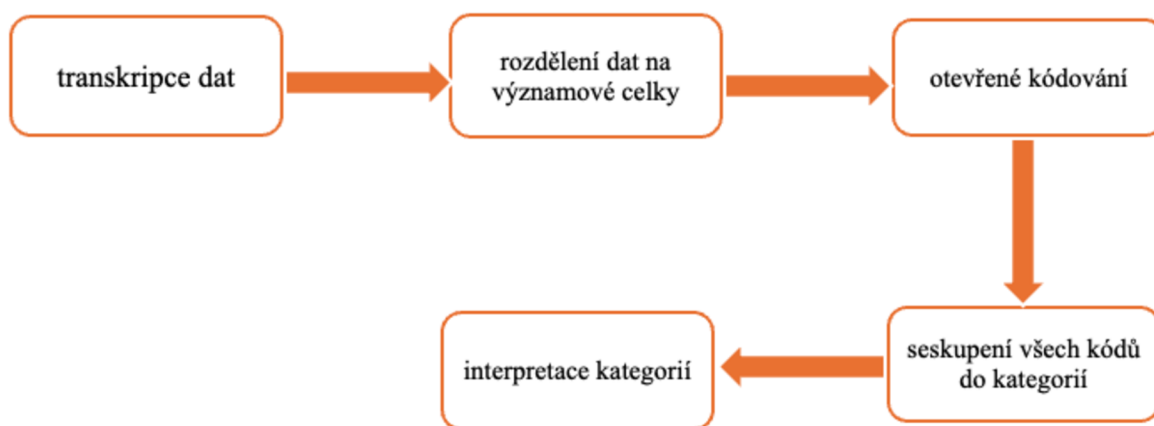 transkripce dat
rozdělení dat na
významové celky
otevřené kódování
seskupení všech kódů
do kategorií
interpretace kategorií